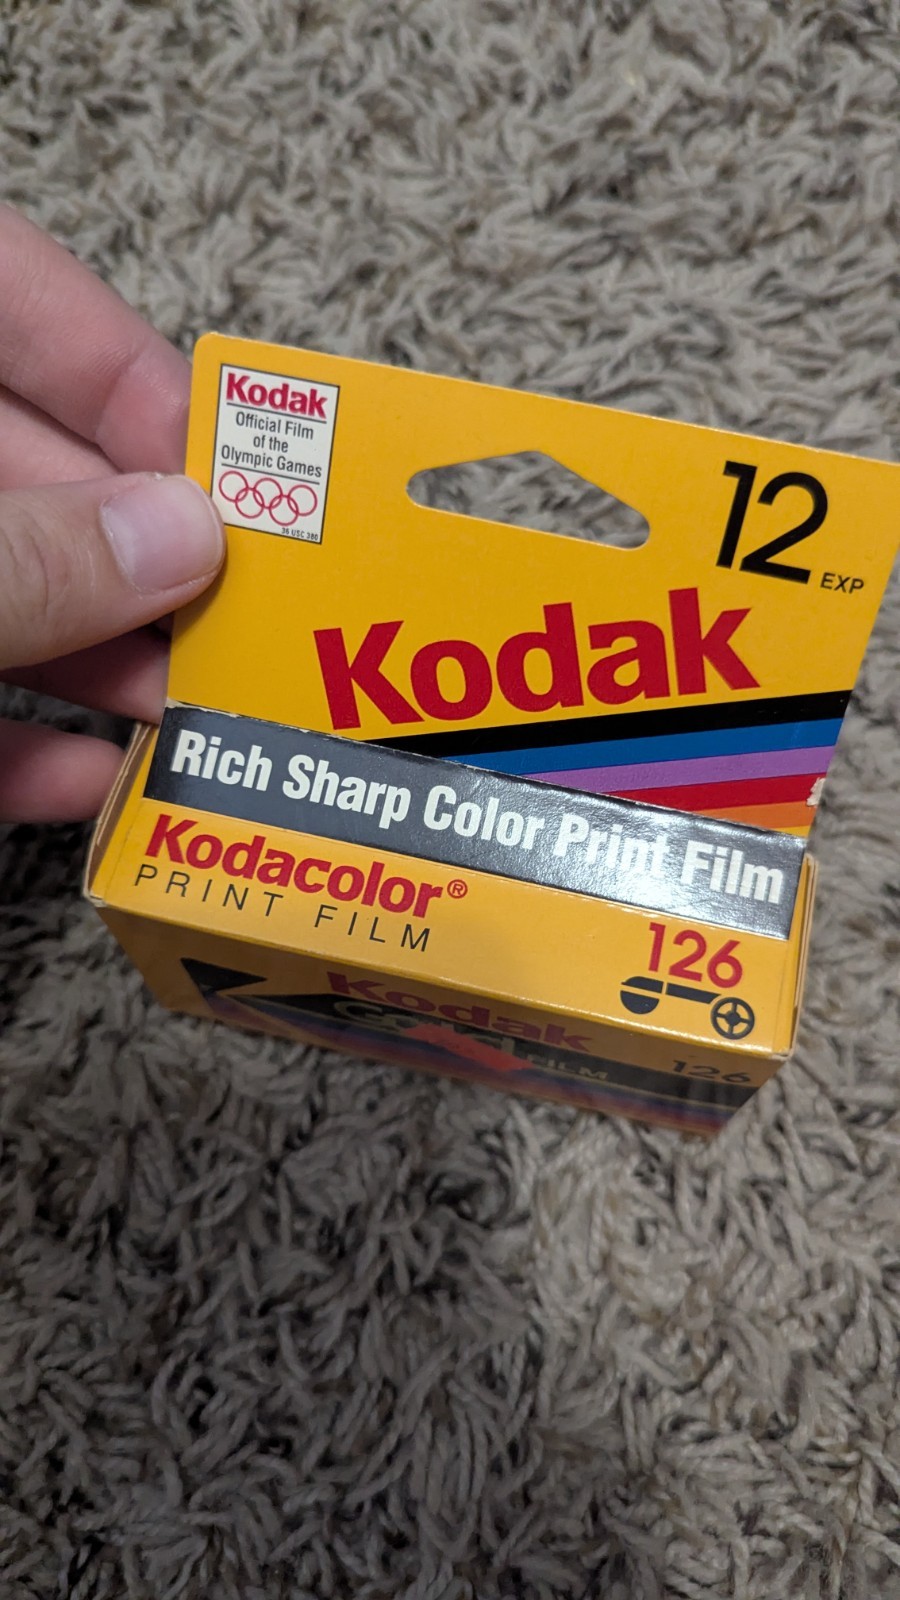 Kodak
Official Film
of the
Olympic Games
36 USC 380
12
EXP
Kodak
Rich Sharp Color Print Film
Kodacolor®
PRINT FILM
126
Kodak
Gold
FILM
126